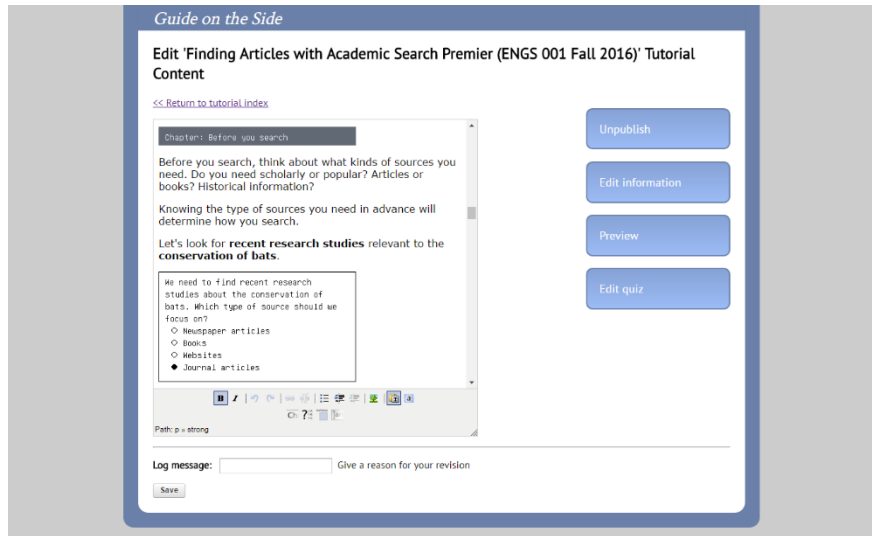 Guide on the Side
Edit 'Finding Articles with Academic Search Premier (ENGS 001 Fall 2016)' Tutorial
Content
<< Return to tutorial index
Chapter: Before you search
Before you search, think about what kinds of sources you
need. Do you need scholarly or popular? Articles or
books? Historical information?
Knowing the type of sources you need in advance will
determine how you search.
Let's look for recent research studies relevant to the
conservation of bats.
We need to find recent research
studies about the conservation of
bats. Which type of source should we
focus on?
Newspaper articles
Books
Websites
Journal articles
B I
Ch ?
Path: p » strong
Unpublish
Edit information
Preview
Edit quiz
Log message:
Give a reason for your revision
Save